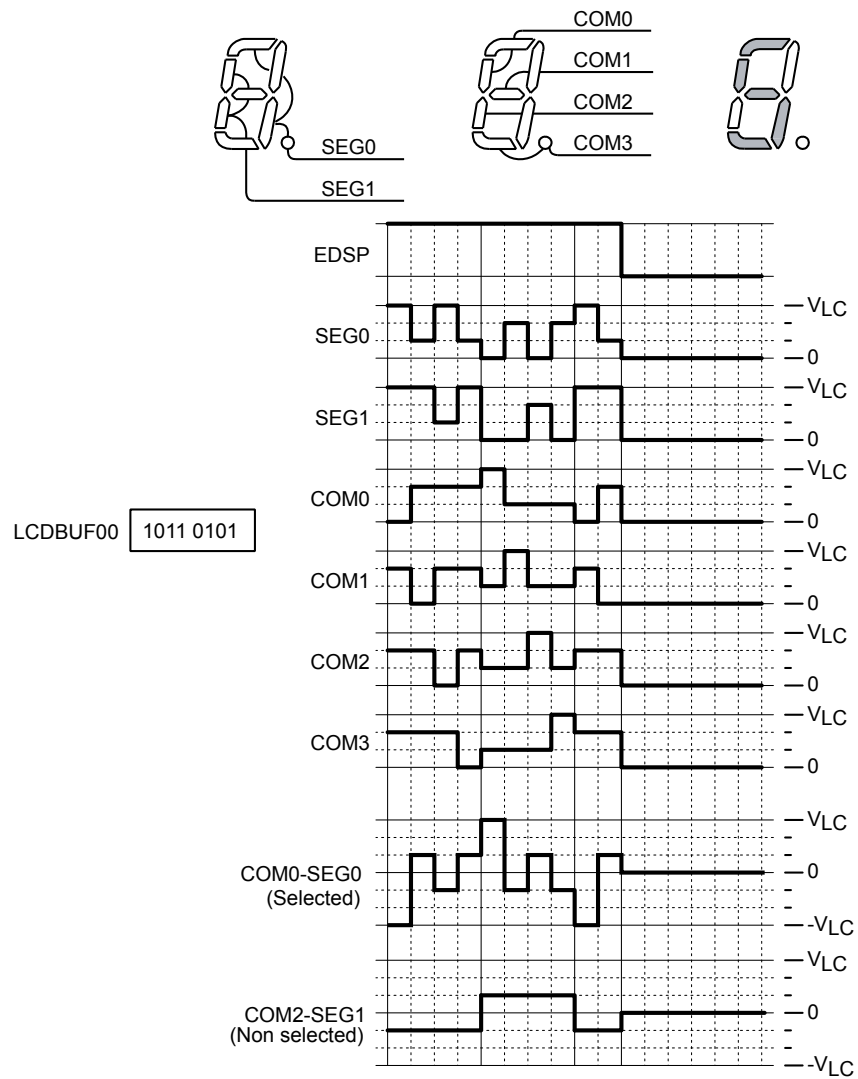 COM0
COM1
COM2
COM3
SEG0
SEG1
EDSP
SEG0
VLC
0
SEG1
VLC
0
COM0
VLC
0
LCDBUF00 1011 0101
COM1
VLC
0
COM2
VLC
0
COM3
VLC
0
COM0-SEG0
(Selected)
VLC
0
-VLC
COM2-SEG1
(Non selected)
VLC
0
-VLC